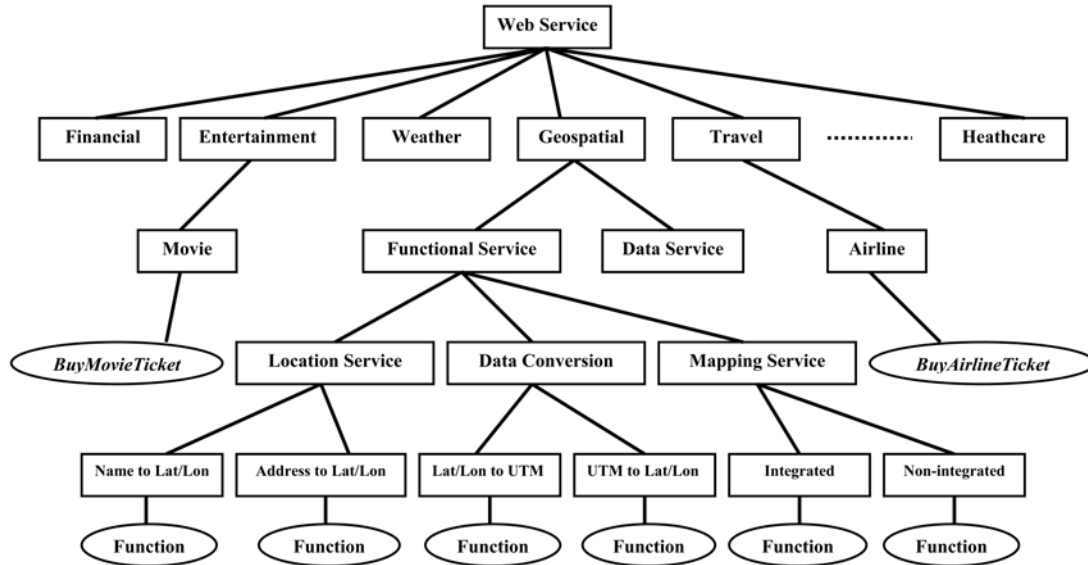 Web Service
Financial
Entertainment
Weather
Geospatial
Travel
Heathcare
Movie
Functional Service
Data Service
Airline
BuyMovieTicket
Location Service
Data Conversion
Mapping Service
BuyAirlineTicket
Name to Lat/Lon
Address to Lat/Lon
Lat/Lon to UTM
UTM to Lat/Lon
Integrated
Non-integrated
Function
Function
Function
Function
Function
Function